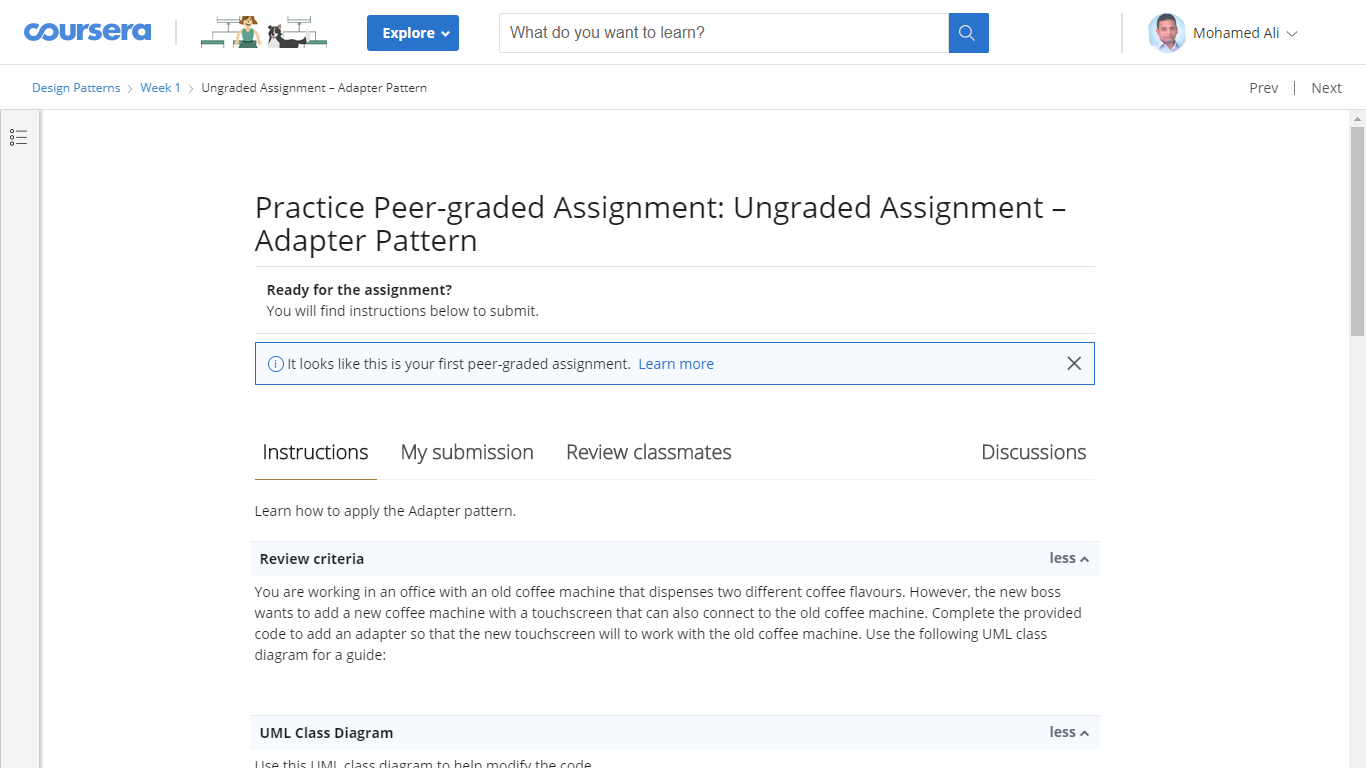 coursera
Explore
What do you want to learn?
Mohamed Ali
Design Patterns
Week 1
Ungraded Assignment – Adapter Pattern
Prev
Next
Practice Peer-graded Assignment: Ungraded Assignment –
Adapter Pattern
Ready for the assignment?
You will find instructions below to submit.
It looks like this is your first peer-graded assignment. Learn more
Instructions
My submission
Review classmates
Discussions
Learn how to apply the Adapter pattern.
Review criteria
less
You are working in an office with an old coffee machine that dispenses two different coffee flavours. However, the new boss
wants to add a new coffee machine with a touchscreen that can also connect to the old coffee machine. Complete the provided
code to add an adapter so that the new touchscreen will to work with the old coffee machine. Use the following UML class
diagram for a guide:
UML Class Diagram
less
Use this UML class diagram to help modify the code